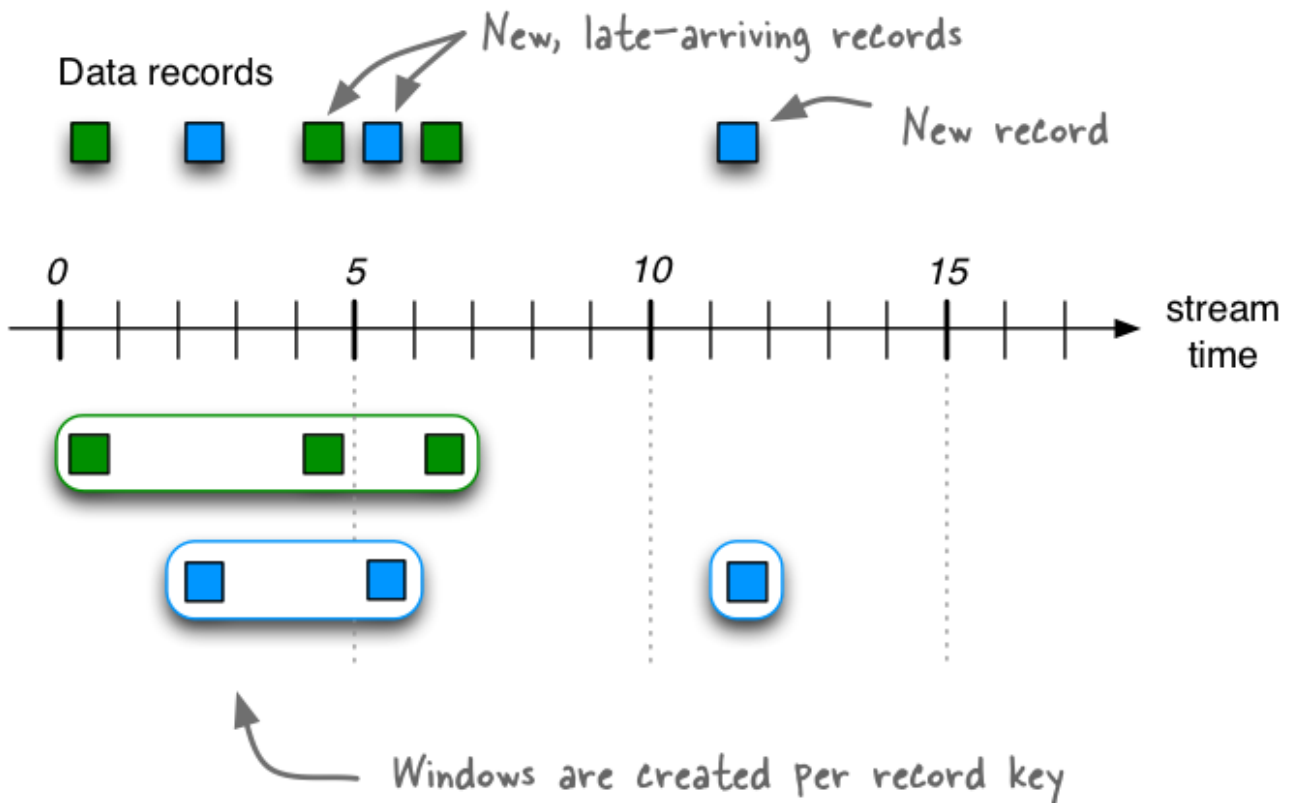 New, late-arriving records
Data records
New record
0 5 10 15
stream
time
Windows are created per record key